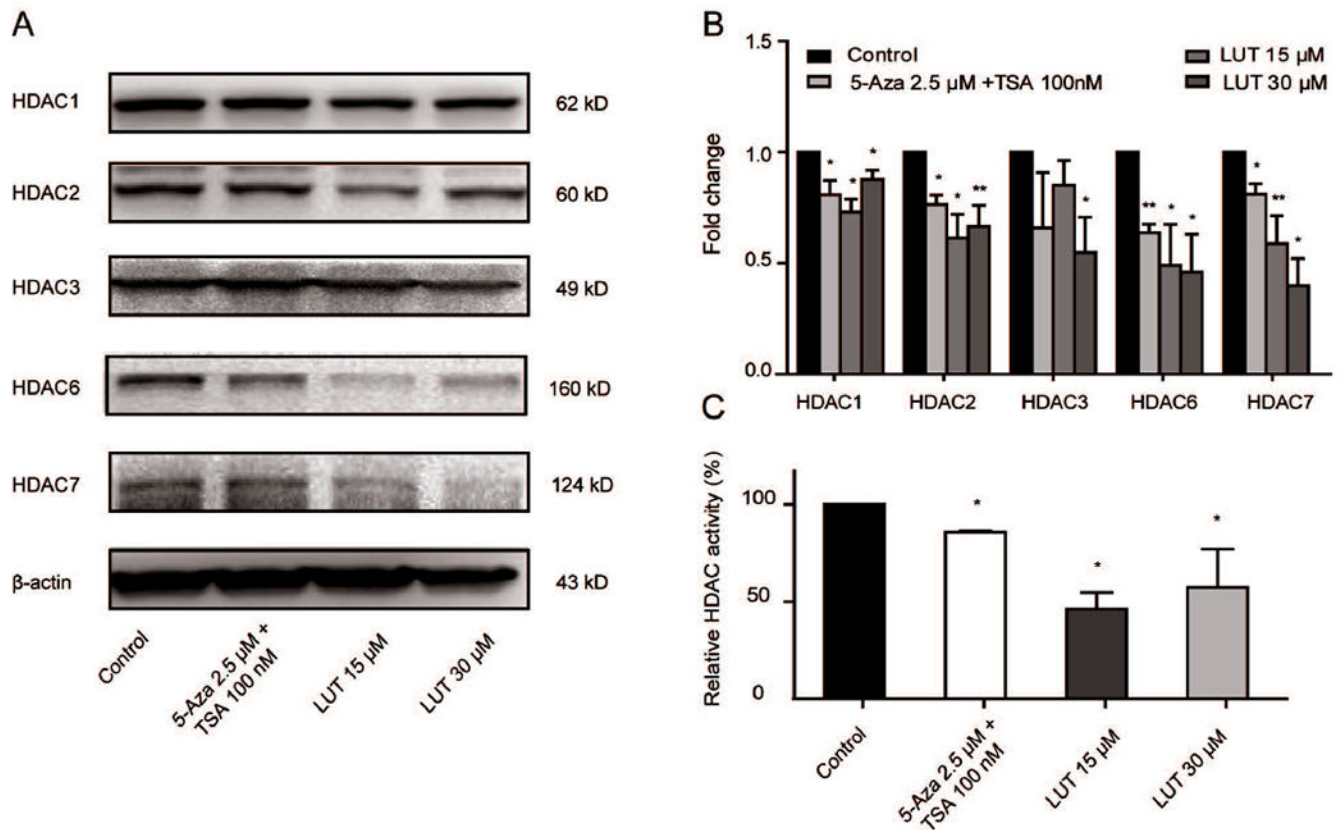 A
HDAC1
62 kD
HDAC2
60 kD
HDAC3
49 kD
HDAC6
160 kD
HDAC7
124 kD
β-actin
43 kD
Control
5-Aza 2.5 µM +
TSA 100 nM
LUT 15 µM
LUT 30 µM
B
Fold change
1.5
1.0
0.5
0.0
Control
5-Aza 2.5 µM +TSA 100nM
LUT 15 µM
LUT 30 µM
* * *
* * **
*
** * *
* ** *
HDAC1 HDAC2 HDAC3 HDAC6 HDAC7
C
Relative HDAC activity (%)
100
50
0
* * *
Control
5-Aza 2.5 µM +
TSA 100 nM
LUT 15 µM
LUT 30 µM